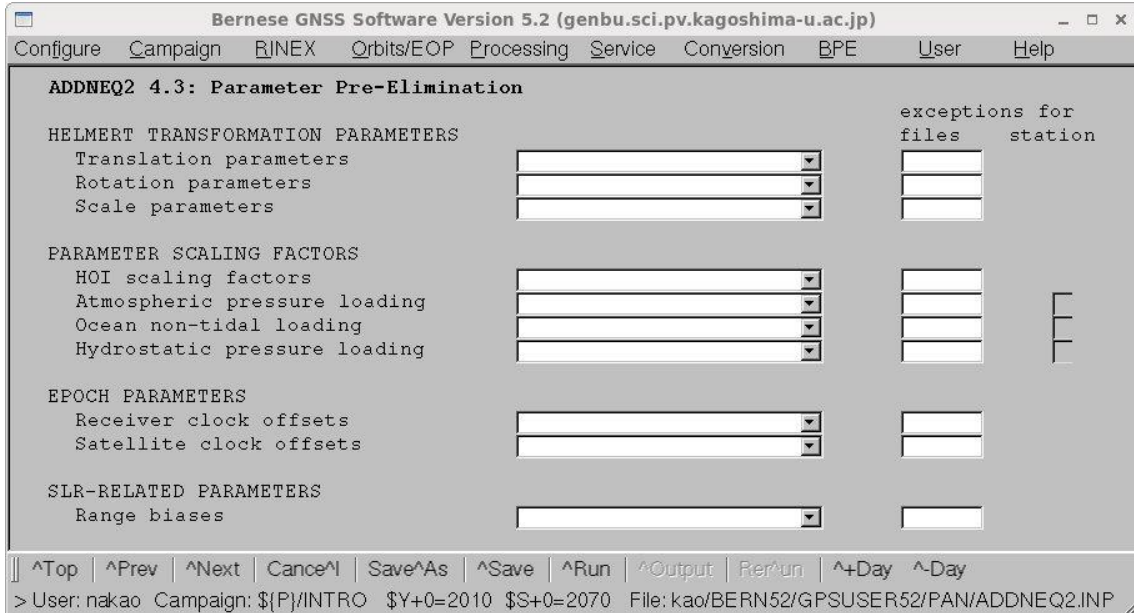 Bernese GNSS Software Version 5.2 (genbu.sci.pv.kagoshima-u.ac.jp)
Configure Campaign RINEX Orbits/EOP Processing Service Conversion BPE User Help
ADDNEQ2 4.3: Parameter Pre-Elimination
exceptions for
HELMERT TRANSFORMATION PARAMETERS files station
Translation parameters
Rotation parameters
Scale parameters
PARAMETER SCALING FACTORS
HOI scaling factors
Atmospheric pressure loading
Ocean non-tidal loading
Hydrostatic pressure loading
EPOCH PARAMETERS
Receiver clock offsets
Satellite clock offsets
SLR-RELATED PARAMETERS
Range biases
^Top | ^Prev | ^Next | Cance^l | Save^As | ^Save | ^Run | ^Output | Rer^un | ^+Day ^-Day
> User: nakao Campaign: ${P}/INTRO $Y+0=2010 $S+0=2070 File: kao/BERN52/GPSUSER52/PAN/ADDNEQ2.INP